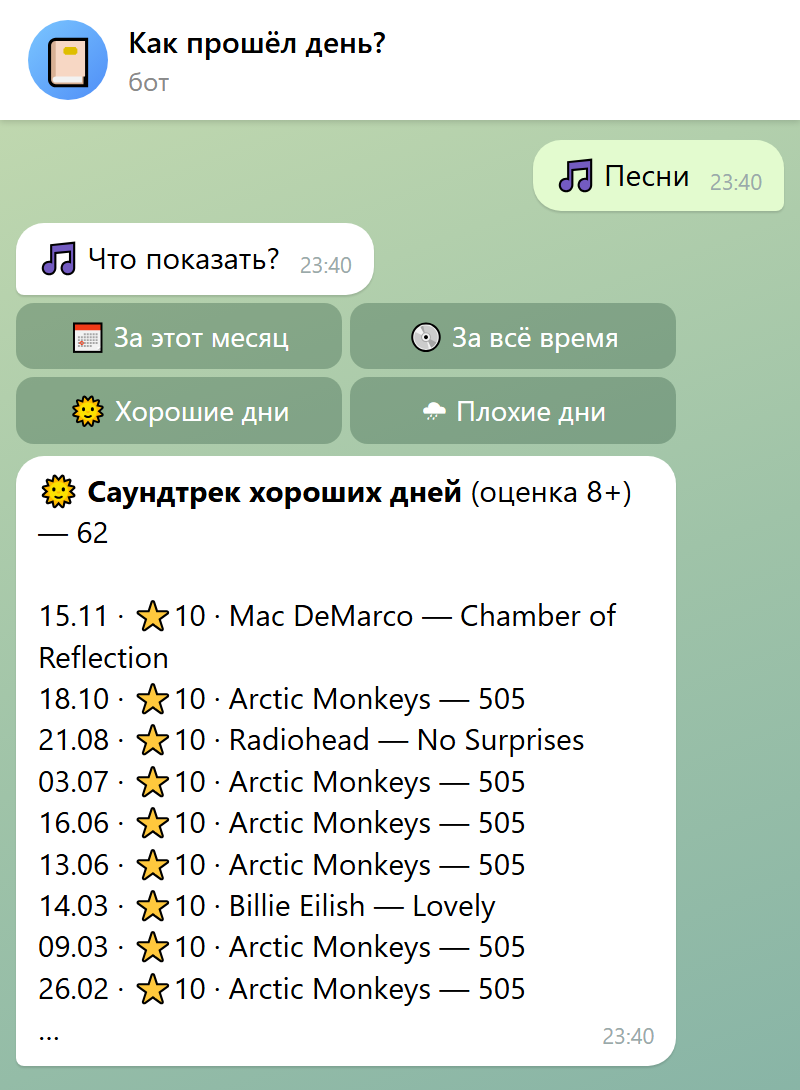 Как прошёл день?
бот
🎵 Песни 23:40
🎵 Что показать? 23:40
📅 За этот месяц
💿 За всё время
🌞 Хорошие дни
🌧 Плохие дни
🌞 Саундтрек хороших дней (оценка 8+)
— 62
15.11 · ⭐10 · Mac DeMarco — Chamber of
Reflection
18.10 · ⭐10 · Arctic Monkeys — 505
21.08 · ⭐10 · Radiohead — No Surprises
03.07 · ⭐10 · Arctic Monkeys — 505
16.06 · ⭐10 · Arctic Monkeys — 505
13.06 · ⭐10 · Arctic Monkeys — 505
14.03 · ⭐10 · Billie Eilish — Lovely
09.03 · ⭐10 · Arctic Monkeys — 505
26.02 · ⭐10 · Arctic Monkeys — 505
... 23:40